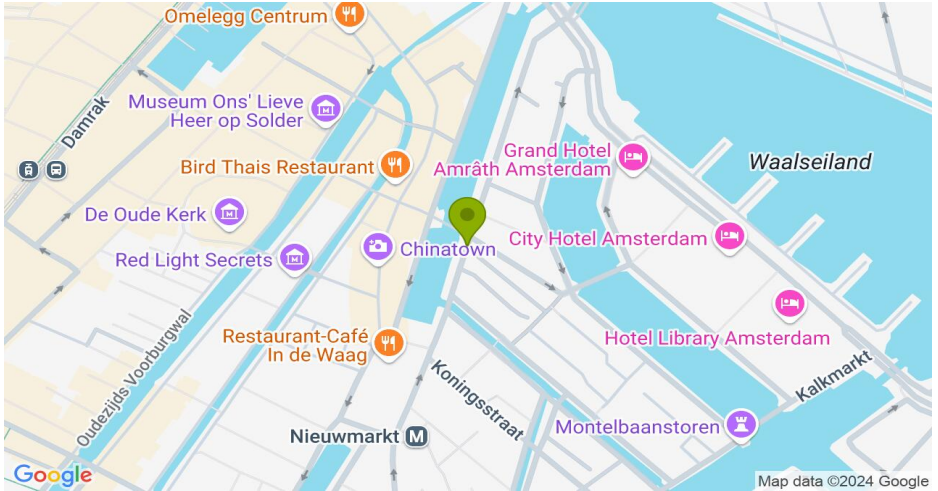 Omelegg Centrum
Museum Ons' Lieve
Heer op Solder
Damrak
Bird Thais Restaurant
Grand Hotel
Amrâth Amsterdam
Waalseiland
De Oude Kerk
Red Light Secrets
Chinatown
City Hotel Amsterdam
Restaurant-Café
In de Waag
Hotel Library Amsterdam
Oudezijds Voorburgwal
Koningsstraat
Kalkmarkt
Nieuwmarkt M
Montelbaanstoren
Google
Map data ©2024 Google